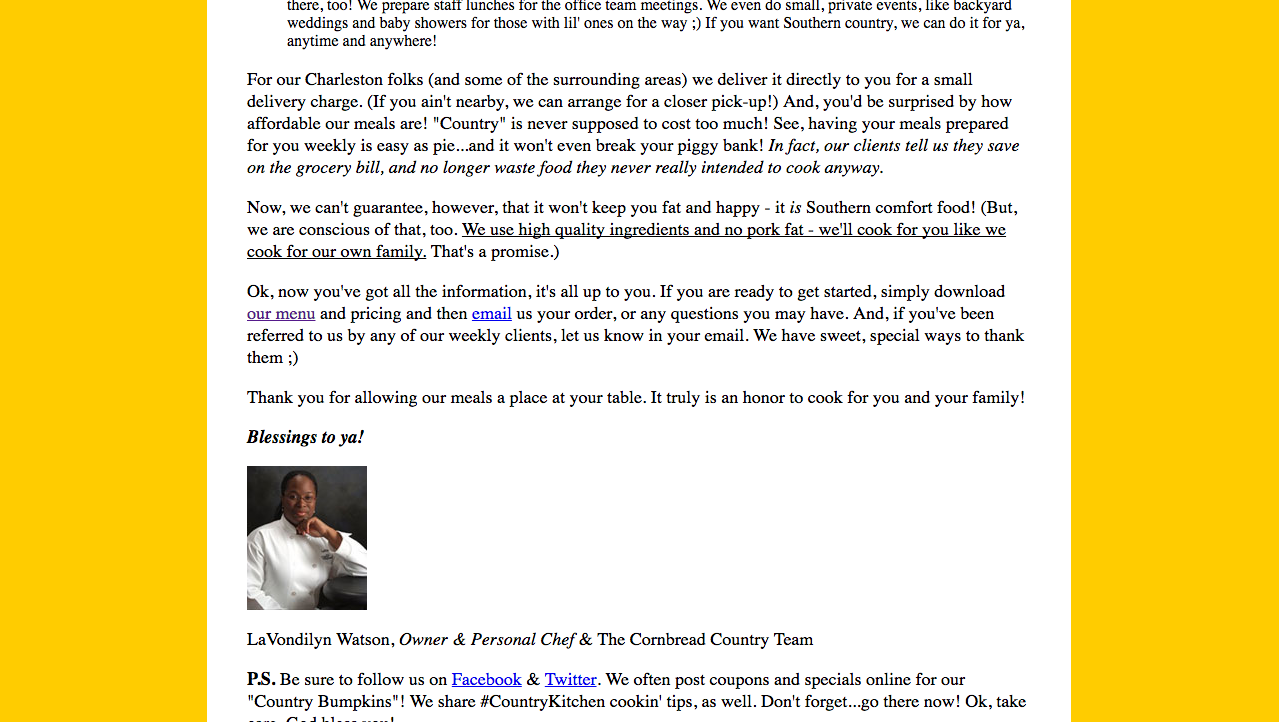 there, too! We prepare staff lunches for the office team meetings. We even do small, private events, like backyard
weddings and baby showers for those with lil' ones on the way ;) If you want Southern country, we can do it for ya,
anytime and anywhere!
For our Charleston folks (and some of the surrounding areas) we deliver it directly to you for a small
delivery charge. (If you ain't nearby, we can arrange for a closer pick-up!) And, you'd be surprised by how
affordable our meals are! "Country" is never supposed to cost too much! See, having your meals prepared
for you weekly is easy as pie...and it won't even break your piggy bank! In fact, our clients tell us they save
on the grocery bill, and no longer waste food they never really intended to cook anyway.
Now, we can't guarantee, however, that it won't keep you fat and happy - it is Southern comfort food! (But,
we are conscious of that, too. We use high quality ingredients and no pork fat - we'll cook for you like we
cook for our own family. That's a promise.)
Ok, now you've got all the information, it's all up to you. If you are ready to get started, simply download
our menu and pricing and then email us your order, or any questions you may have. And, if you've been
referred to us by any of our weekly clients, let us know in your email. We have sweet, special ways to thank
them ;)
Thank you for allowing our meals a place at your table. It truly is an honor to cook for you and your family!
Blessings to ya!
LaVondilyn Watson, Owner & Personal Chef & The Cornbread Country Team
P.S. Be sure to follow us on Facebook & Twitter. We often post coupons and specials online for our
"Country Bumpkins"! We share #CountryKitchen cookin' tips, as well. Don't forget...go there now! Ok, take
care. God bless you!